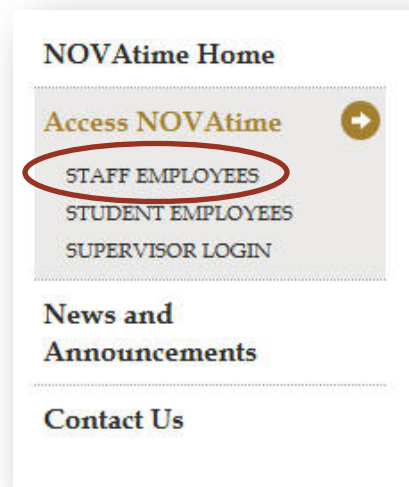 NOVAtime Home
Access NOVAtime
STAFF EMPLOYEES
STUDENT EMPLOYEES
SUPERVISOR LOGIN
News and
Announcements
Contact Us